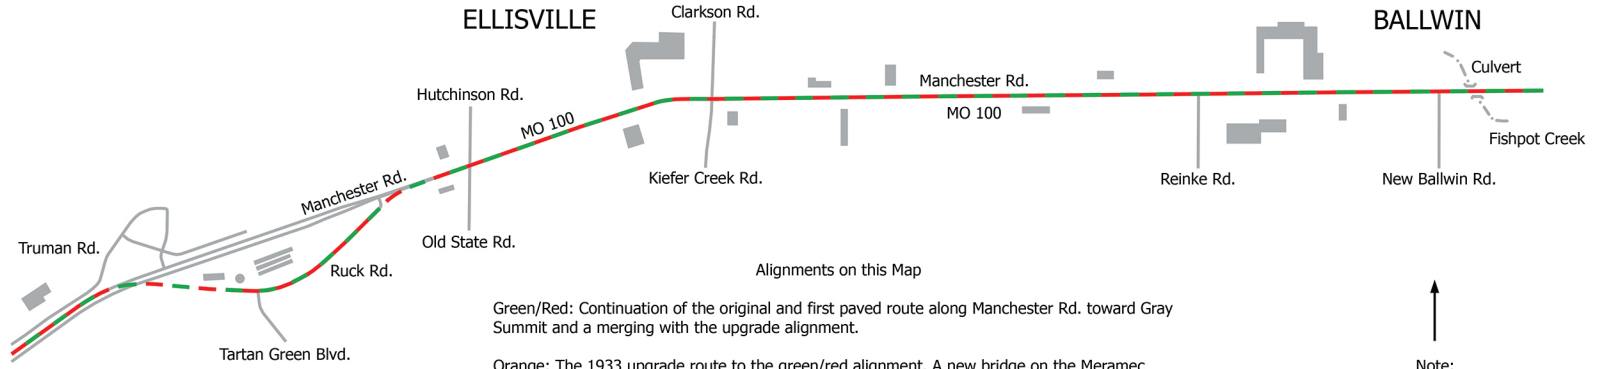 ELLISVILLE
Clarkson Rd.
BALLWIN
Culvert
Manchester Rd.
Hutchinson Rd.
MO 100
MO 100
Fishpot Creek
Kiefer Creek Rd.
Reinke Rd.
New Ballwin Rd.
Manchester Rd.
Old State Rd.
Truman Rd.
Ruck Rd.
Tartan Green Blvd.
Alignments on this Map
Green/Red: Continuation of the original and first paved route along Manchester Rd. toward Gray
Summit and a merging with the upgrade alignment.
Orange: The 1933 upgrade route to the green/red alignment. A new bridge on the Meramec
Note: